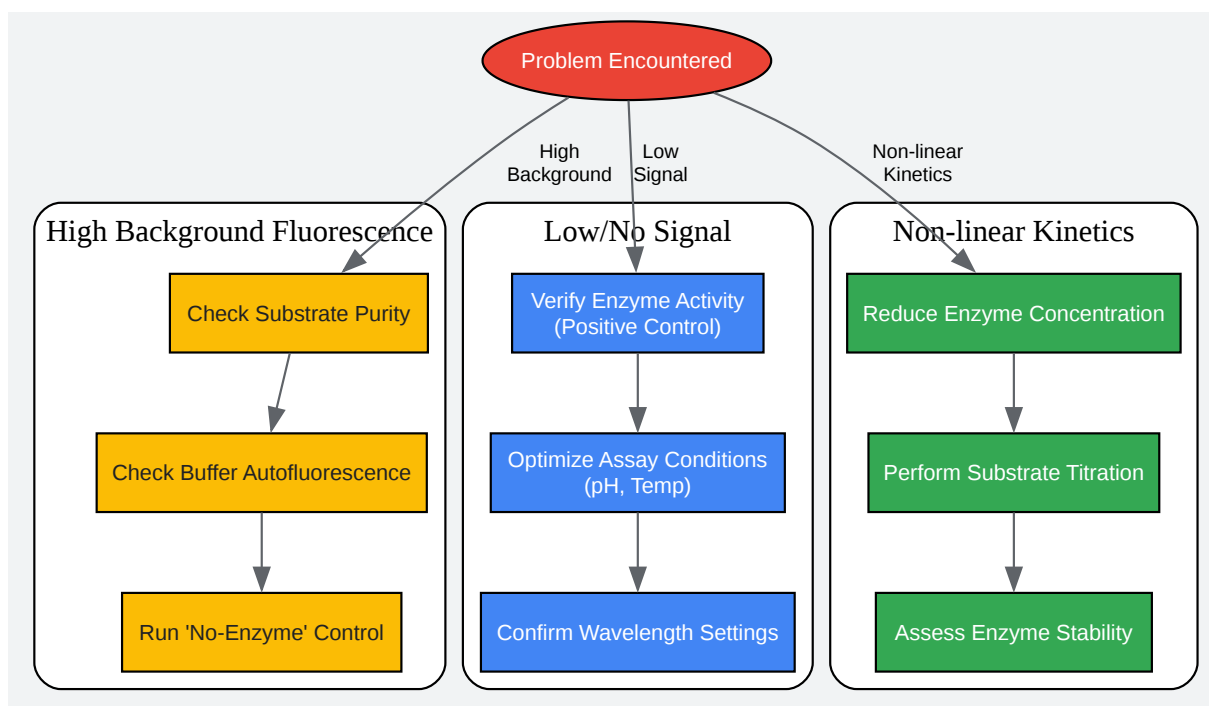 Problem Encountered
High
Background
Low
Signal
Non-linear
Kinetics
High Background Fluorescence
Check Substrate Purity
Check Buffer Autofluorescence
Run 'No-Enzyme' Control
Low/No Signal
Verify Enzyme Activity
(Positive Control)
Optimize Assay Conditions
(pH, Temp)
Confirm Wavelength Settings
Non-linear Kinetics
Reduce Enzyme Concentration
Perform Substrate Titration
Assess Enzyme Stability